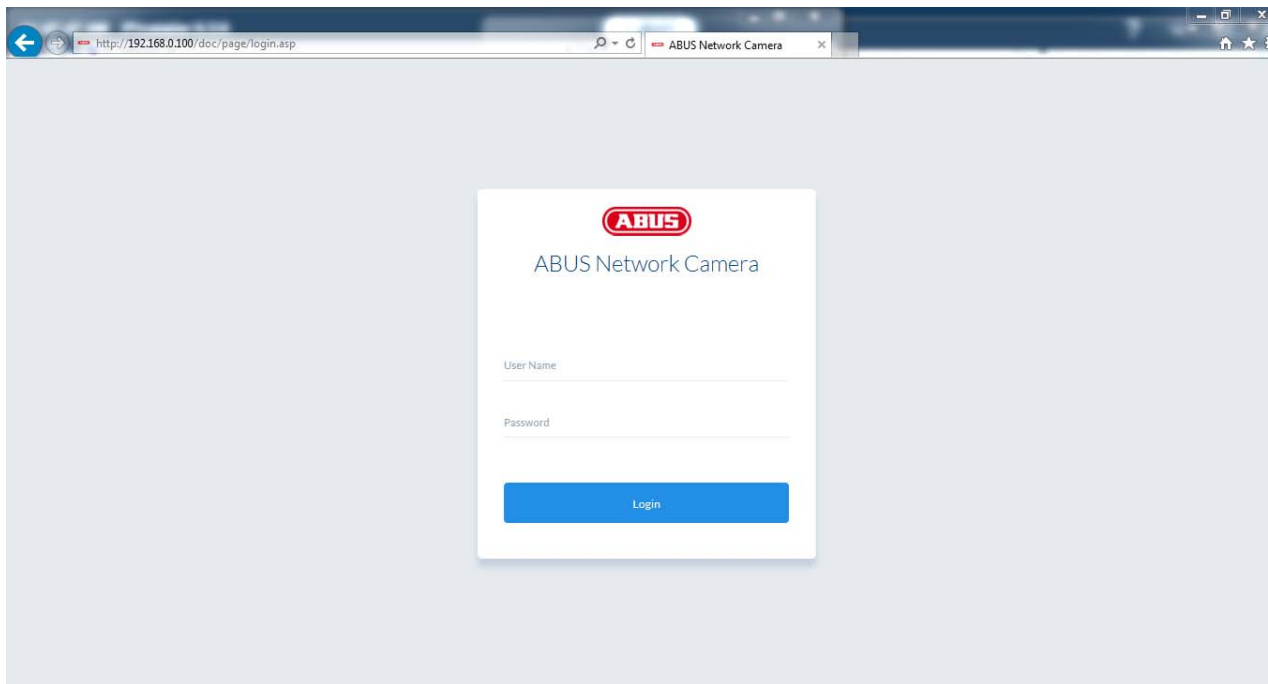 http://192.168.0.100/doc/page/login.asp
ABUS Network Camera
ABUS
ABUS Network Camera
User Name
Password
Login